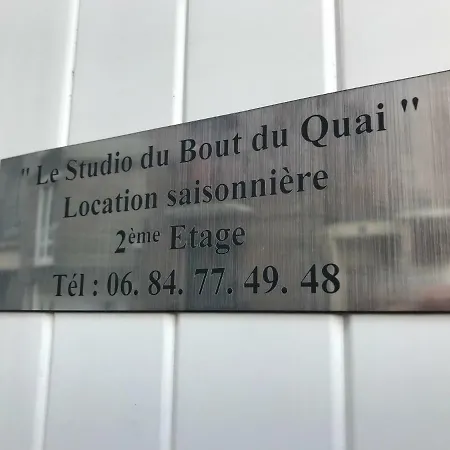 " Le Studio du Bout du Quai "
Location saisonnière
2ème Etage
Tél : 06. 84. 77. 49. 48